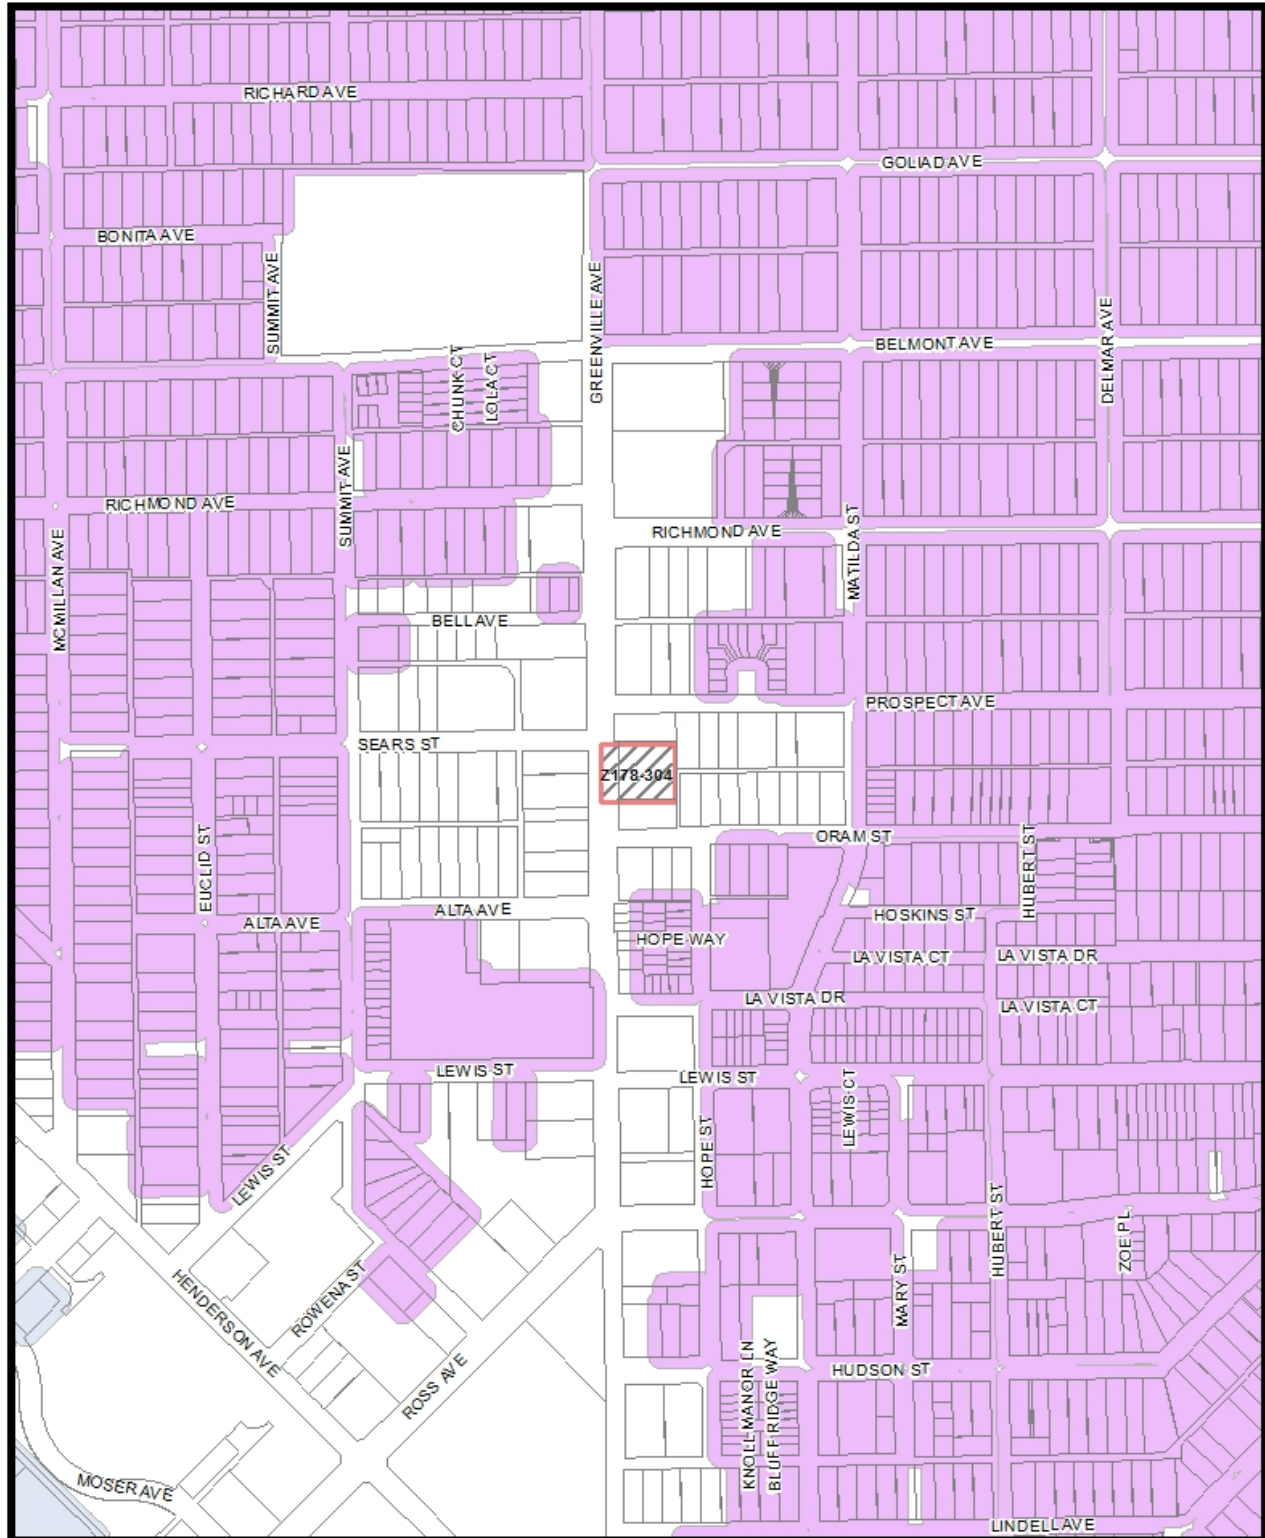 RICHARD AVE
GOLIAD AVE
BONITA AVE
SUMMIT AVE
GREENVILLE AVE
DELMAR AVE
BELMONT AVE
CHUNK CT
LOLA CT
SUMMIT AVE
RICHMOND AVE
RICHMOND AVE
MATILDA ST
MCMILLAN AVE
BELL AVE
PROSPECT AVE
SEARS ST
Z178-304
ORAM ST
EUCLID ST
HUBERT ST
ALTA AVE
ALTA AVE
HOSKINS ST
HOPE WAY
LA VISTA CT
LA VISTA DR
LA VISTA DR
LA VISTA CT
LEWIS ST
LEWIS ST
LEWIS CT
HOPE ST
LEWIS ST
HUBERT ST
ZOE PL
MARY ST
HENDERSON AVE
ROWENA ST
ROSS AVE
KNOLL MANOR LN
BLUFF RIDGE WAY
HUDSON ST
MOSER AVE
LINDELL AVE